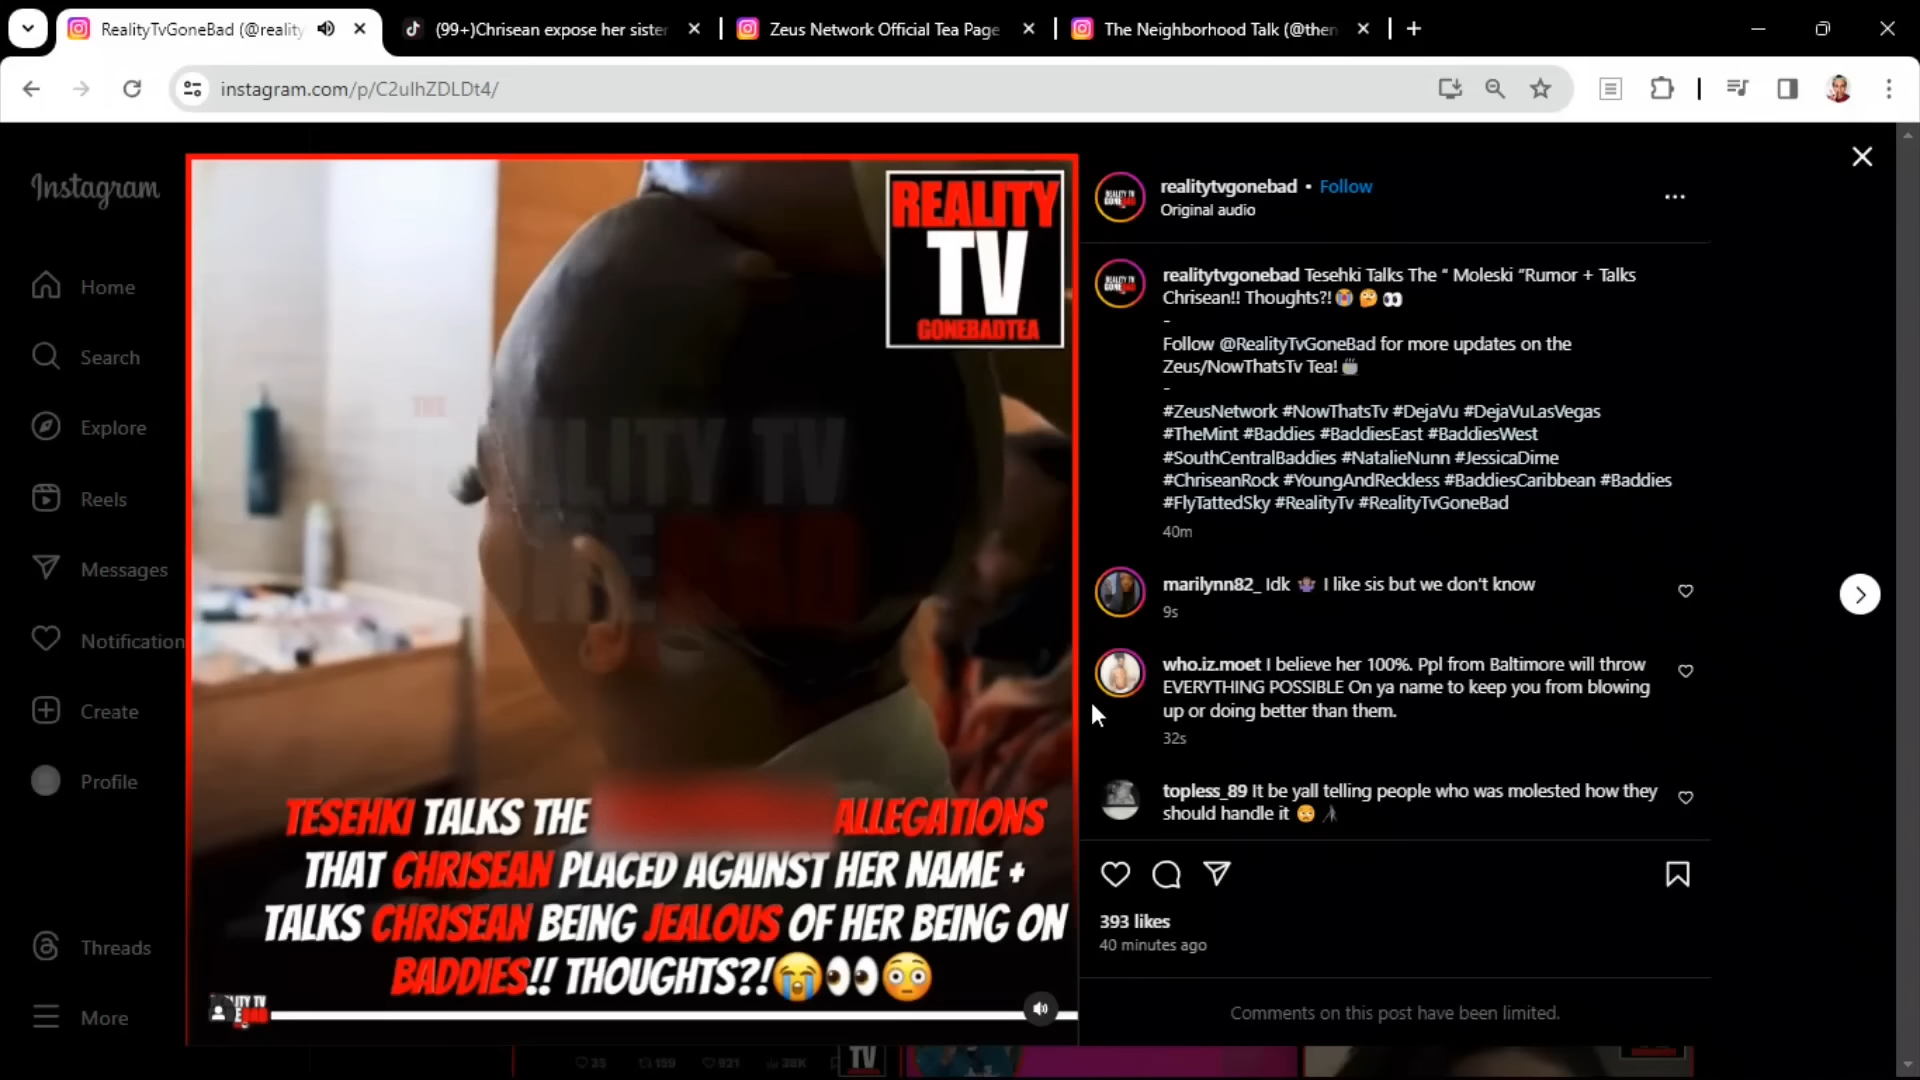 RealityTvGoneBad (@reality
(99+)Chrisean expose her sister
Zeus Network Official Tea Page
The Neighborhood Talk (@then
instagram.com/p/C2ulhZDLDt4/
Instagram
Home
Search
Explore
Reels
Messages
Notification
Create
Profile
Threads
More
REALITY
TV
GONEBADTEA
THE
REALITY TV
TESEHKI TALKS THE
ALLEGATIONS
THAT CHRISEAN PLACED AGAINST HER NAME +
TALKS CHRISEAN BEING JEALOUS OF HER BEING ON
BADDIES!! THOUGHTS?!😭👀😳
realitytvgonebad • Follow
Original audio
realitytvgonebad Tesehki Talks The “ Moleski “Rumor + Talks
Chrisean!! Thoughts?!😭 🤔 👀
-
Follow @RealityTvGoneBad for more updates on the
Zeus/NowThatsTv Tea!🍵
-
#ZeusNetwork #NowThatsTv #DejaVu #DejaVuLasVegas
#TheMint #Baddies #BaddiesEast #BaddiesWest
#SouthCentralBaddies #NatalieNunn #JessicaDime
#ChriseanRock #YoungAndReckless #BaddiesCaribbean #Baddies
#FlyTattedSky #RealityTv #RealityTvGoneBad
40m
marilynn82_ Idk 🤷🏾‍♀️ I like sis but we don't know
9s
who.iz.moet I believe her 100%. Ppl from Baltimore will throw
EVERYTHING POSSIBLE On ya name to keep you from blowing
up or doing better than them.
32s
topless_89 It be yall telling people who was molested how they
should handle it
393 likes
40 minutes ago
Comments on this post have been limited.
35 159 921 38K
TV